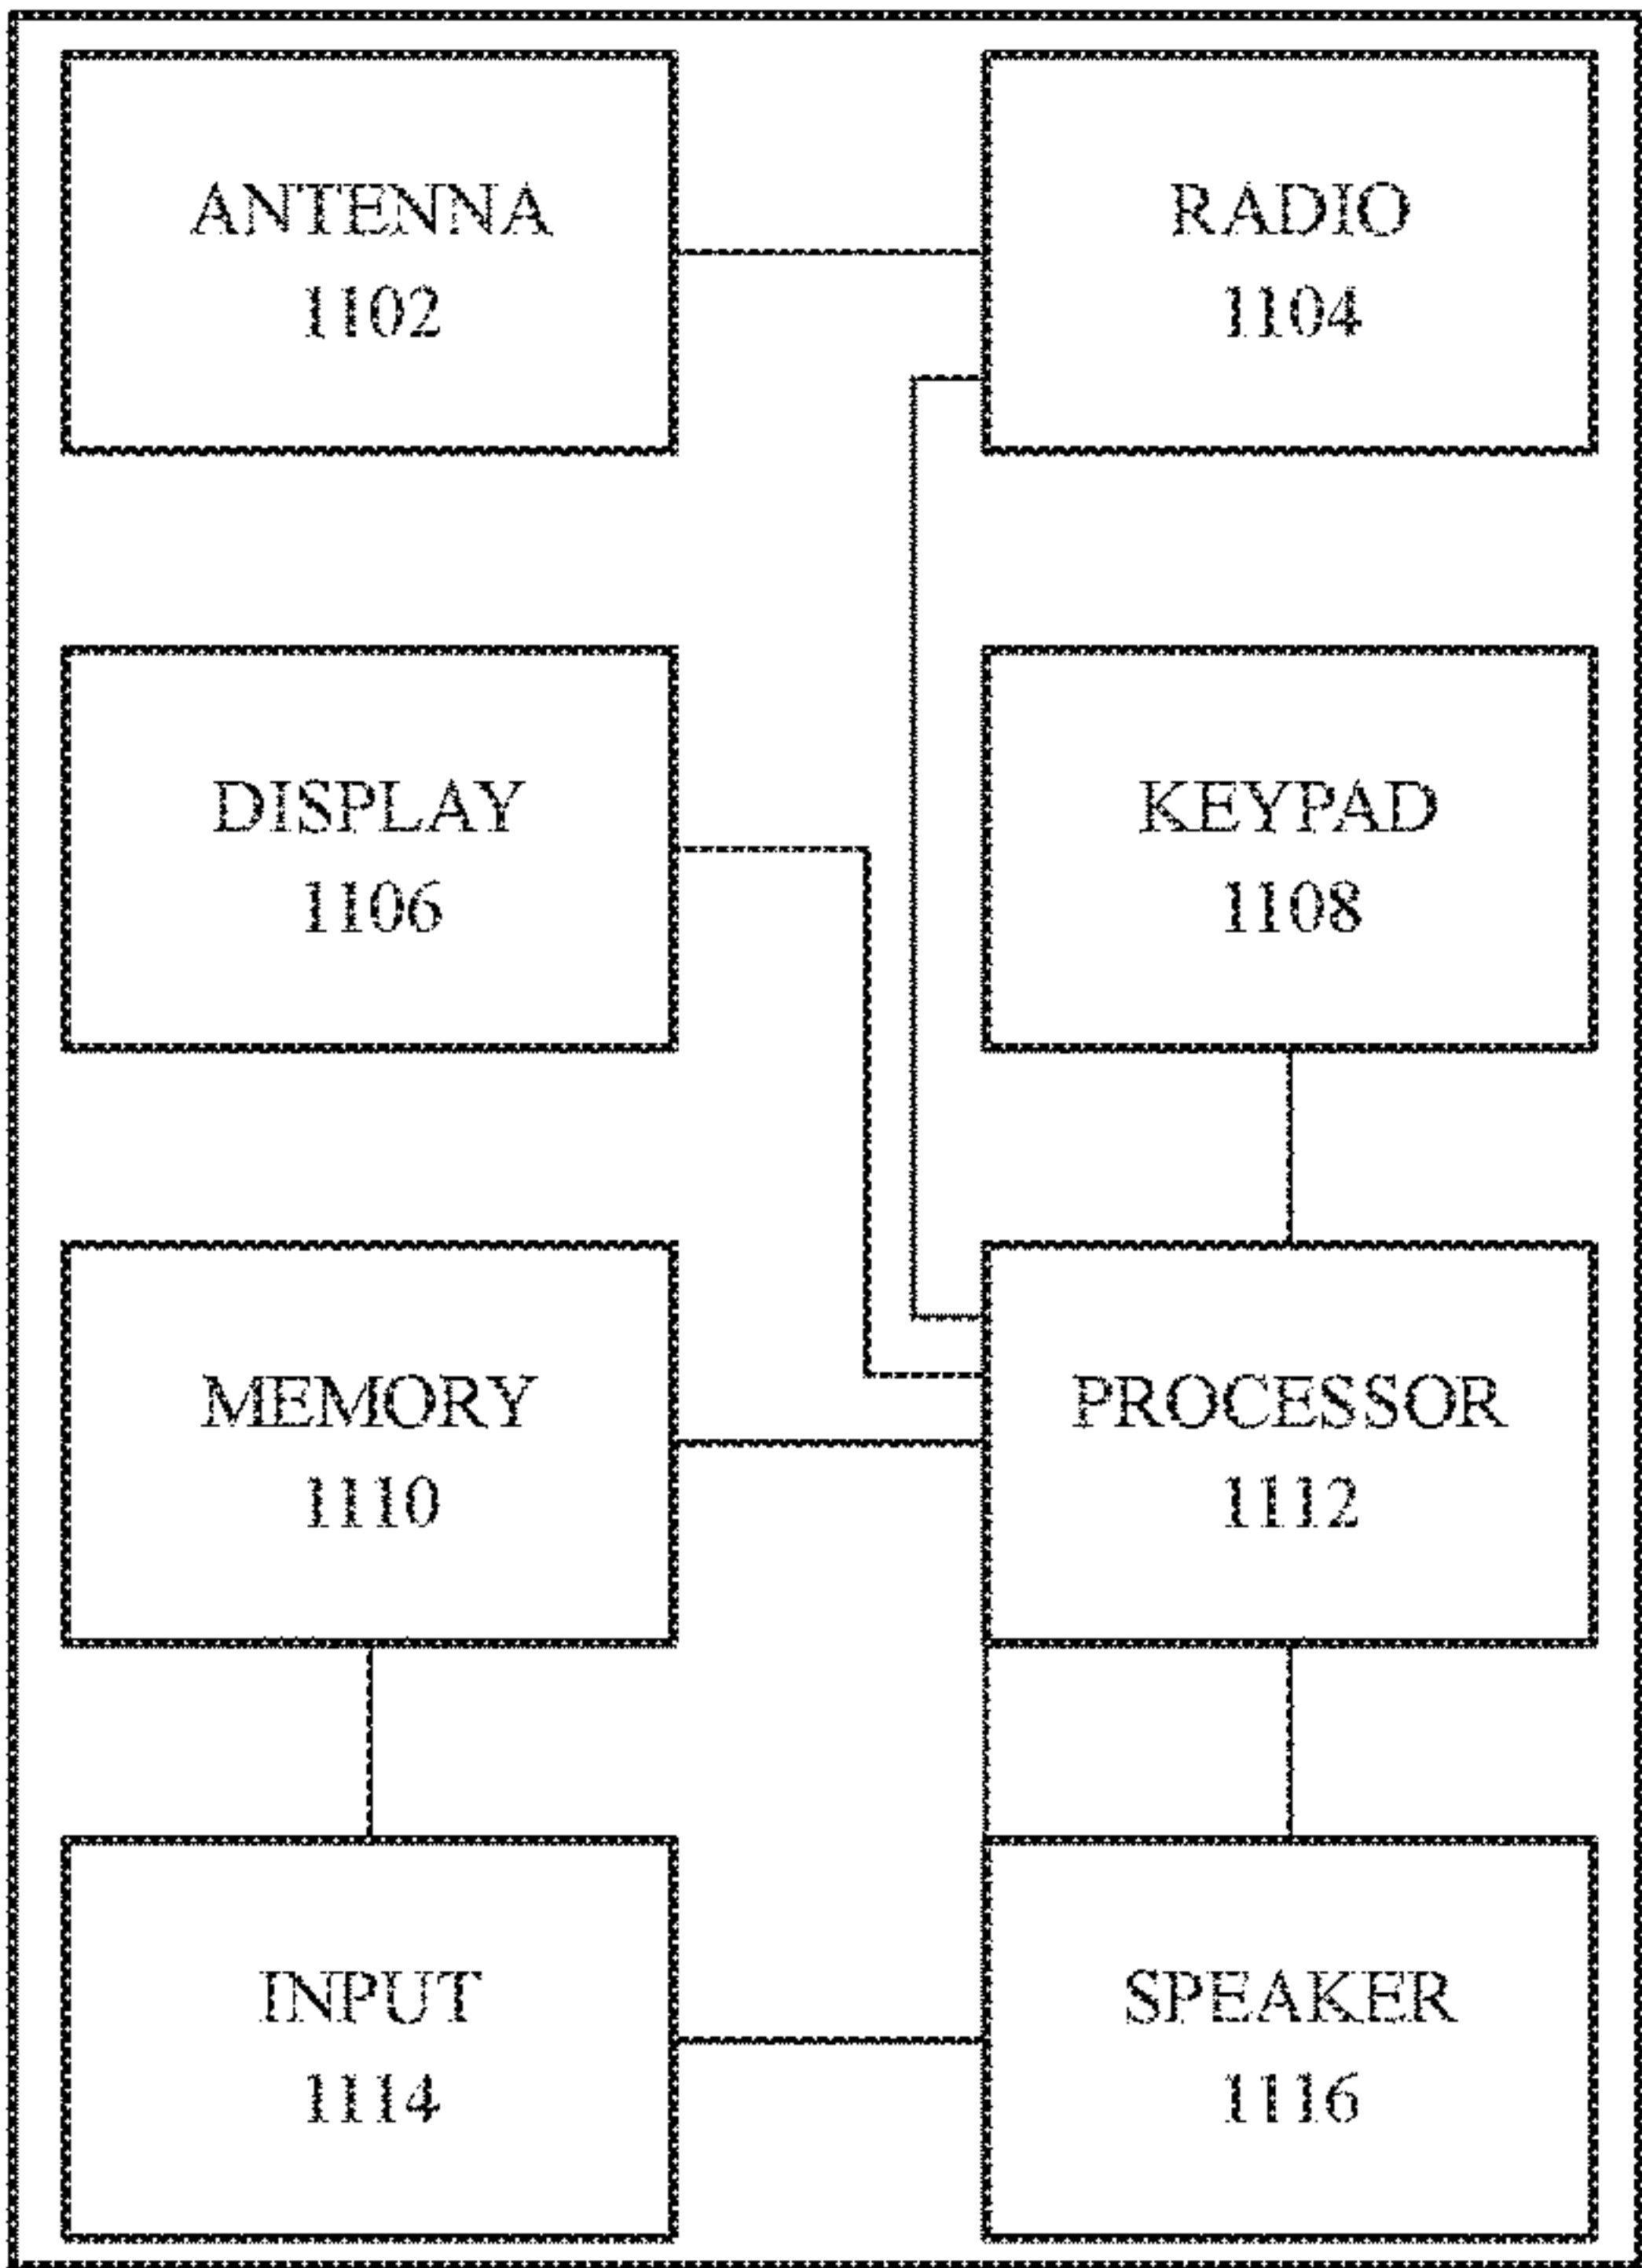 ANTENNA
1102
RADIO
1104
DISPLAY
1106
KEYPAD
1108
MEMORY
1110
PROCESSOR
1112
INPUT
1114
SPEAKER
1116